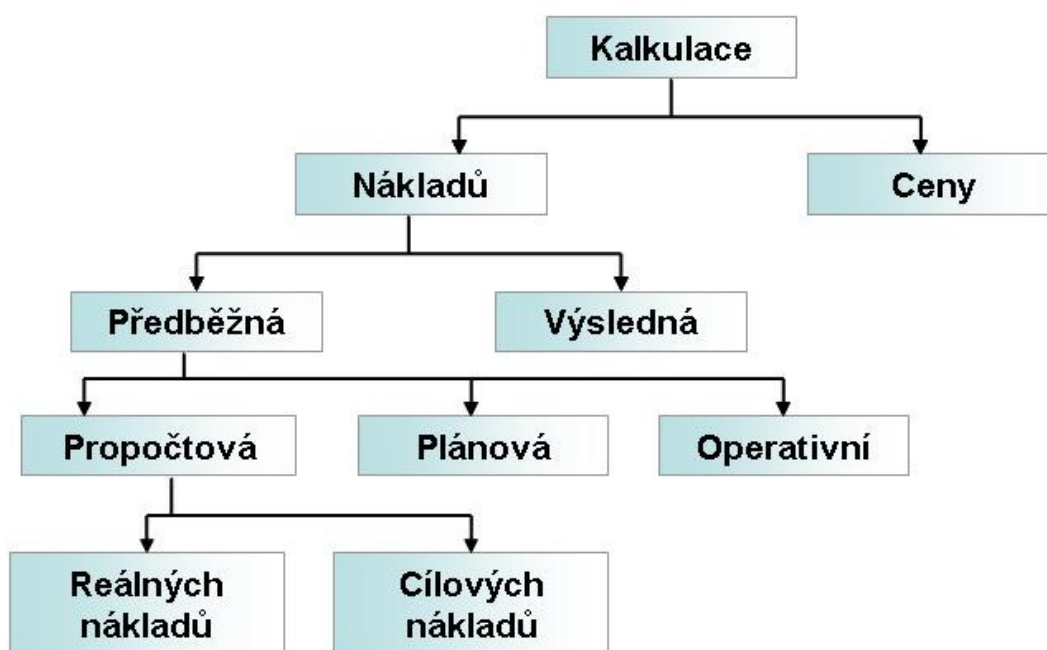 Kalkulace
Nákladů
Ceny
Předběžná
Výsledná
Propočtová
Plánová
Operativní
Reálných
nákladů
Cílových
nákladů